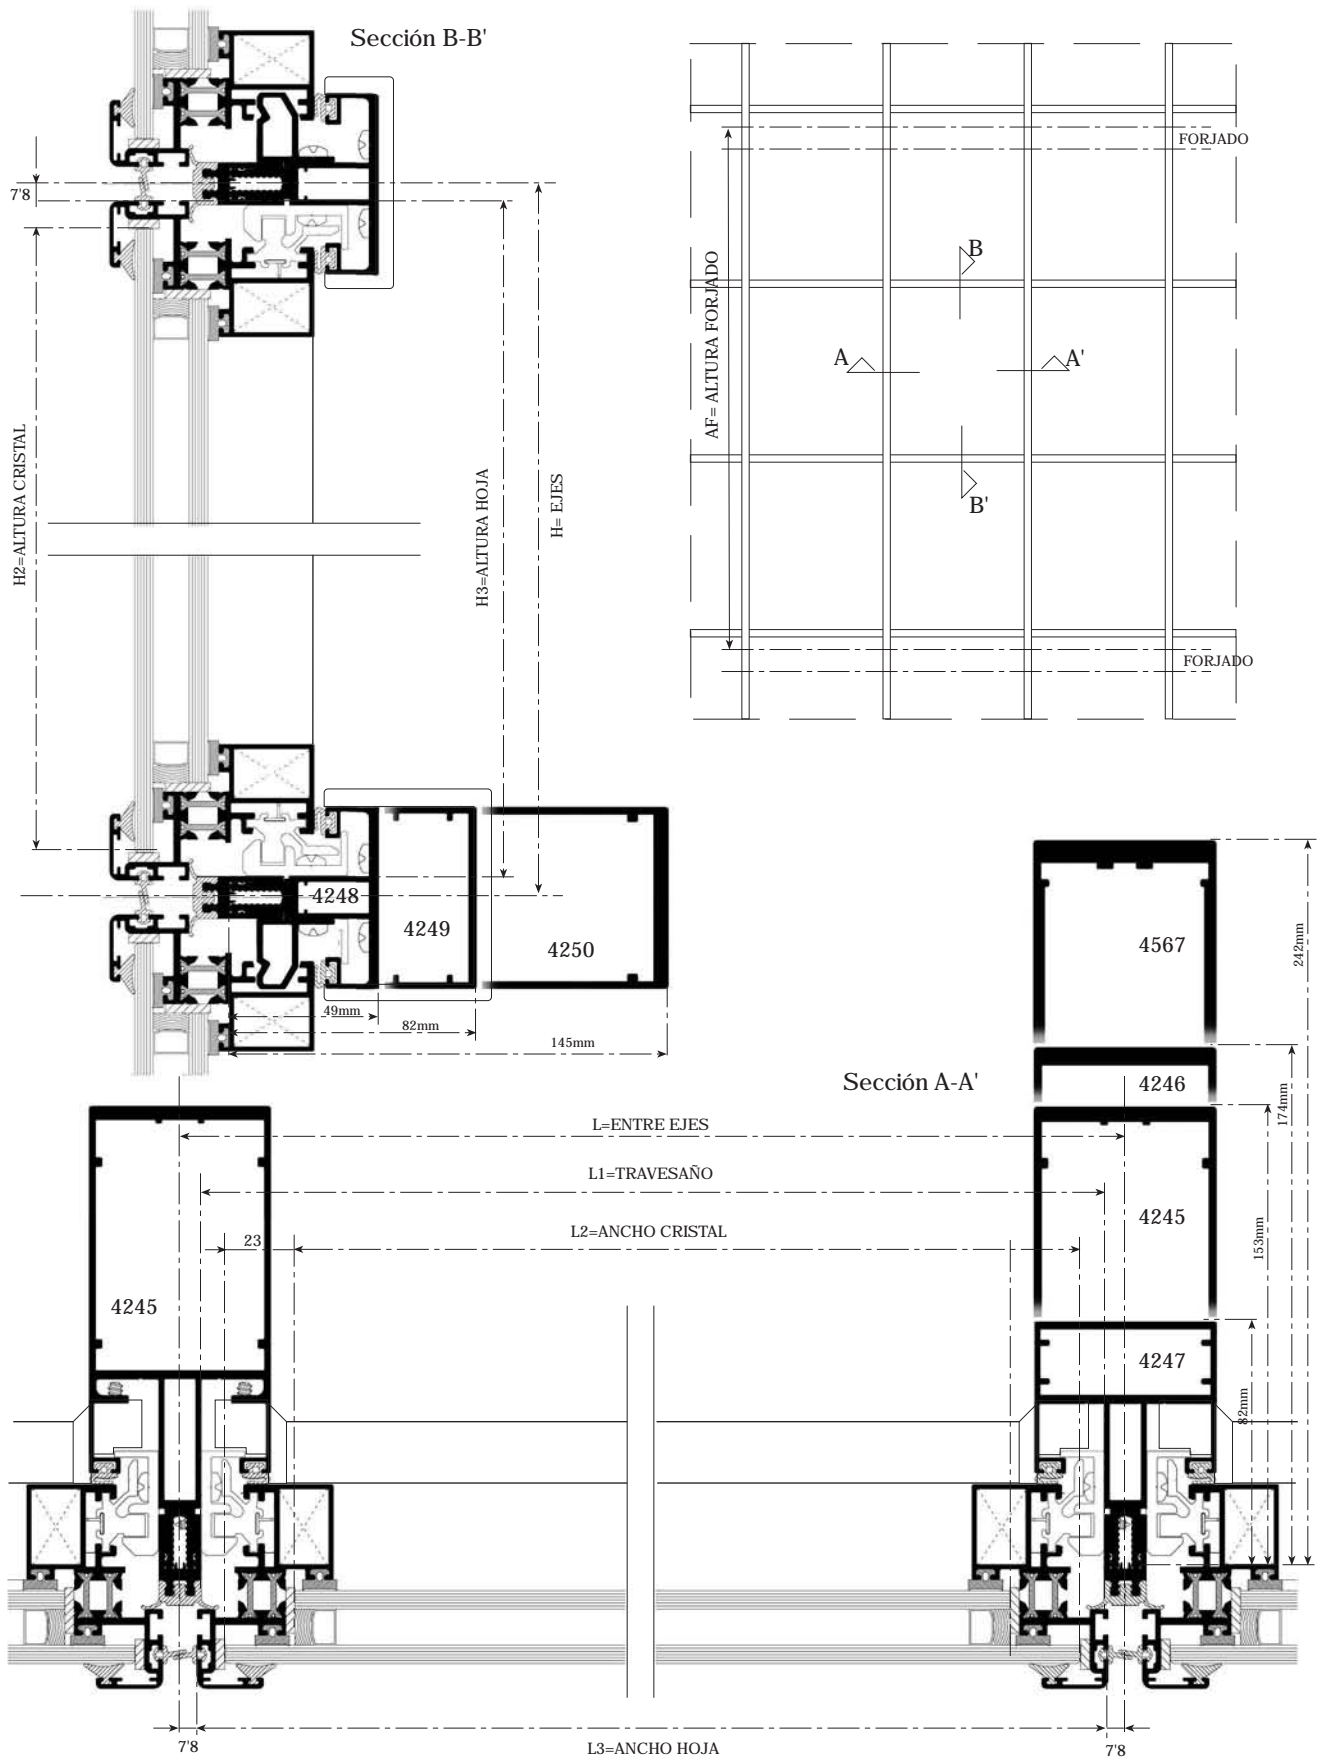 Sección B-B'
7'8
H2=ALTURA CRISTAL
H3=ALTURA HOJA
H= EJES
FORJADO
AF= ALTURA FORJADO
B
A
A'
B'
FORJADO
4248
4249
4250
49mm
82mm
145mm
Sección A-A'
4567
242mm
4246
174mm
L=ENTRE EJES
L1=TRAVESAÑO
23
L2=ANCHO CRISTAL
4245
153mm
4245
4247
82mm
7'8
L3=ANCHO HOJA
7'8